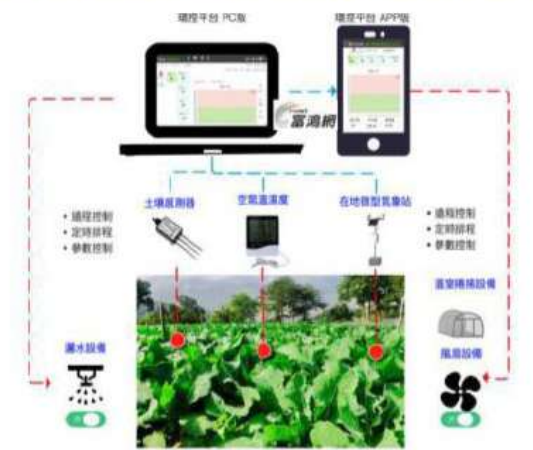 環控平台 PC版
環控平台 APP版
富鴻網
土壤感測器
空氣溫濕度
在地微型氣象站
• 遠程控制
• 定時排程
• 參數控制
• 遠程控制
• 定時排程
• 參數控制
溫室捲揚設備
灑水設備
風扇設備